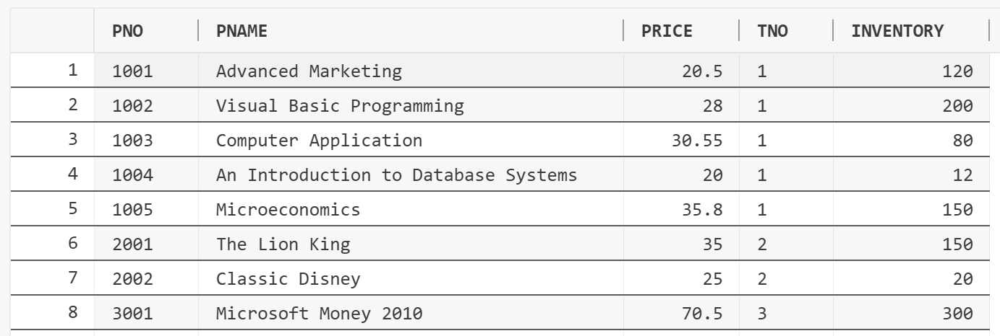 PNO PNAME PRICE TNO INVENTORY
1 1001 Advanced Marketing 20.5 1 120
2 1002 Visual Basic Programming 28 1 200
3 1003 Computer Application 30.55 1 80
4 1004 An Introduction to Database Systems 20 1 12
5 1005 Microeconomics 35.8 1 150
6 2001 The Lion King 35 2 150
7 2002 Classic Disney 25 2 20
8 3001 Microsoft Money 2010 70.5 3 300